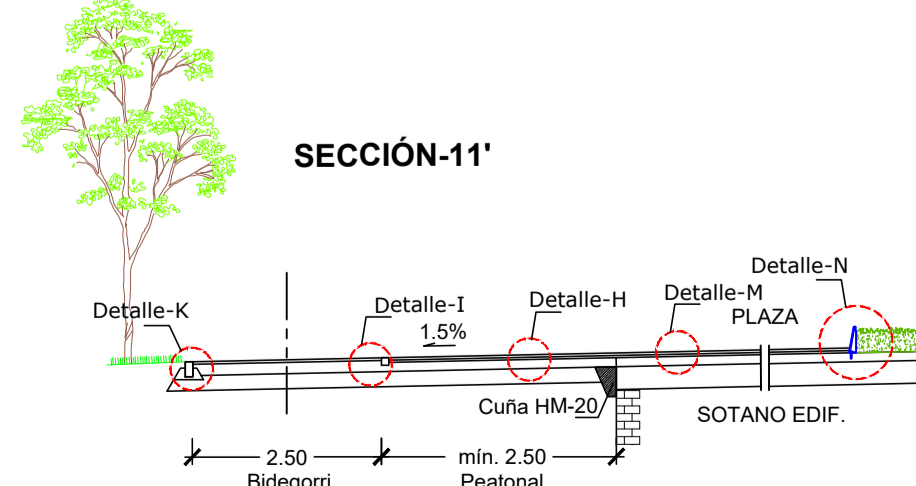 SECCIÓN-11'
Detalle-N
Detalle-K
Detalle-I
Detalle-H
Detalle-M
PLAZA
1.5%
Cuña HM-20
SOTANO EDIF.
2.50
mín. 2.50
Bidegorri
Peatonal